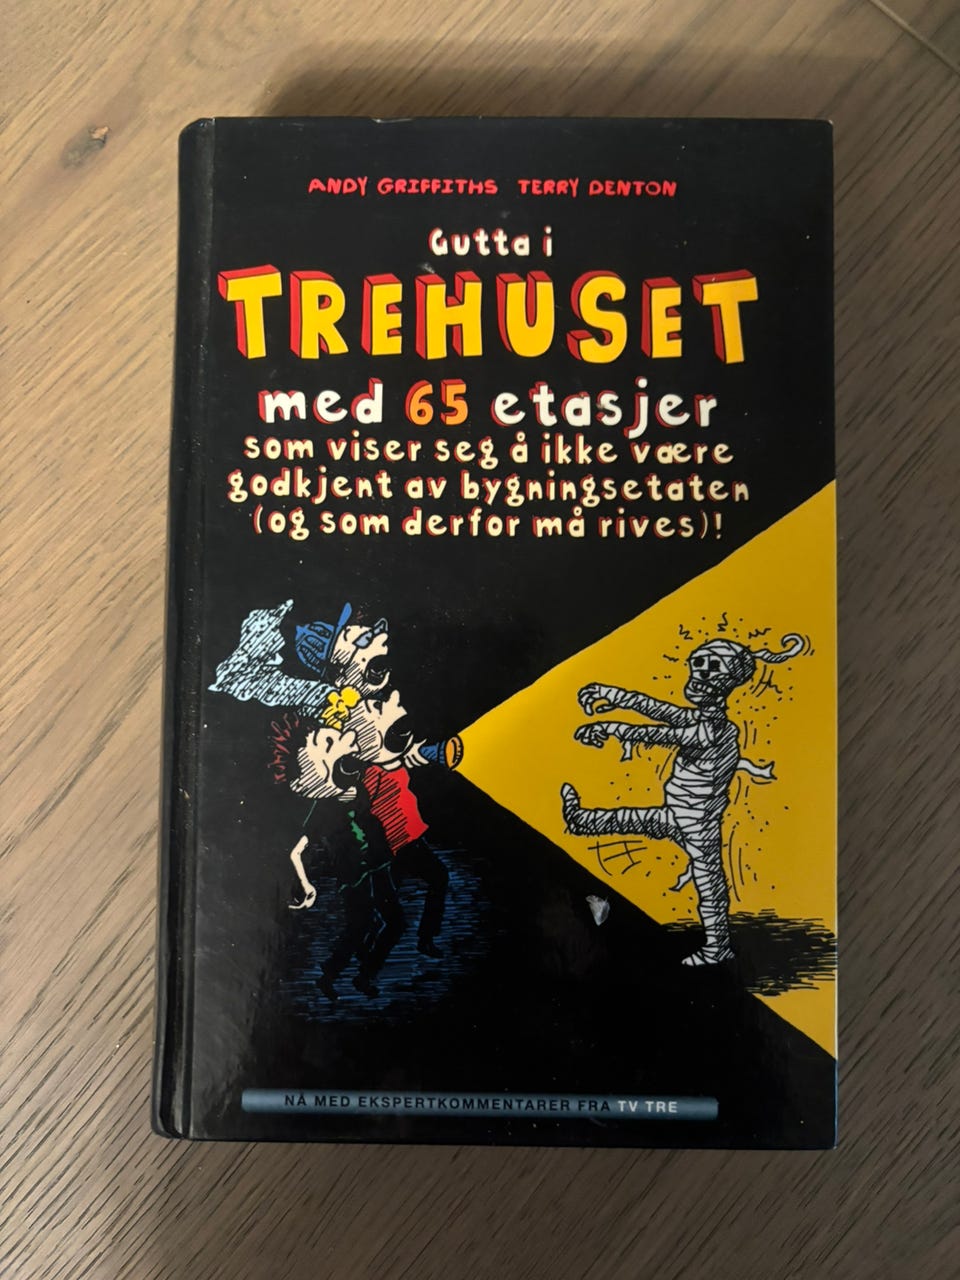 ANDY GRIFFITHS TERRY DENTON
Gutta i
TREHUSET
med 65 etasjer
som viser seg å ikke være
godkjent av bygningsetaten
(og som derfor må rives)!
NÅ MED EKSPERTKOMMENTARER FRA TV TRE